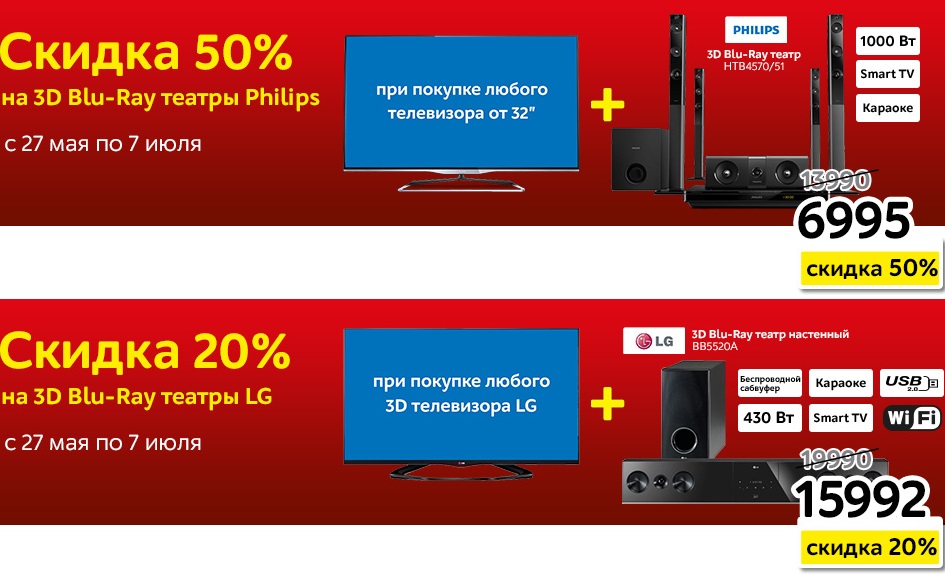 Скидка 50%
на 3D Blu-Ray театры Philips
с 27 мая по 7 июля
при покупке любого
телевизора от 32"
+
PHILIPS
3D Blu-Ray театр
HTB4570/51
1000 Вт
Smart TV
Караоке
13990
6995
скидка 50%
Скидка 20%
на 3D Blu-Ray театры LG
с 27 мая по 7 июля
при покупке любого
3D телевизора LG
+
LG
3D Blu-Ray театр настенный
BB5520A
Беспроводной
сабвуфер
Караоке
USB
2.0
430 Вт
Smart TV
Wi Fi
19990
15992
скидка 20%